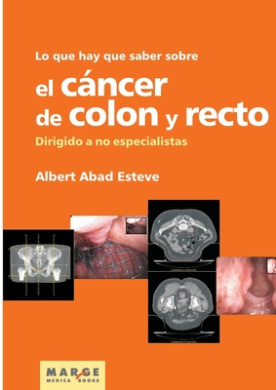 Lo que hay que saber sobre
el cáncer
de colon y recto
Dirigido a no especialistas
Albert Abad Esteve
MARGE
MEDICA BOOKS